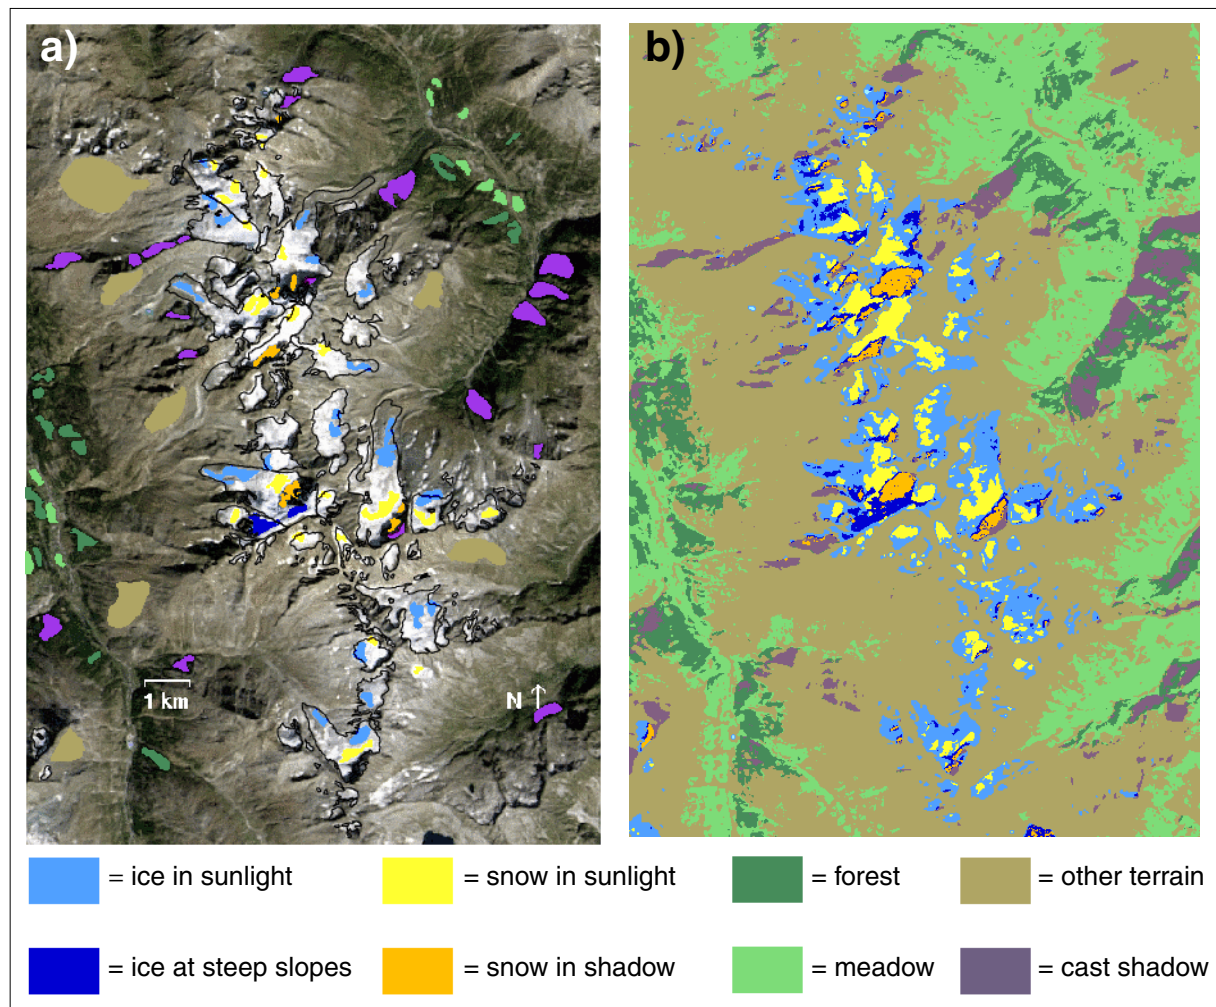 a)
b)
1 km
N
= ice in sunlight
= snow in sunlight
= forest
= other terrain
= ice at steep slopes
= snow in shadow
= meadow
= cast shadow